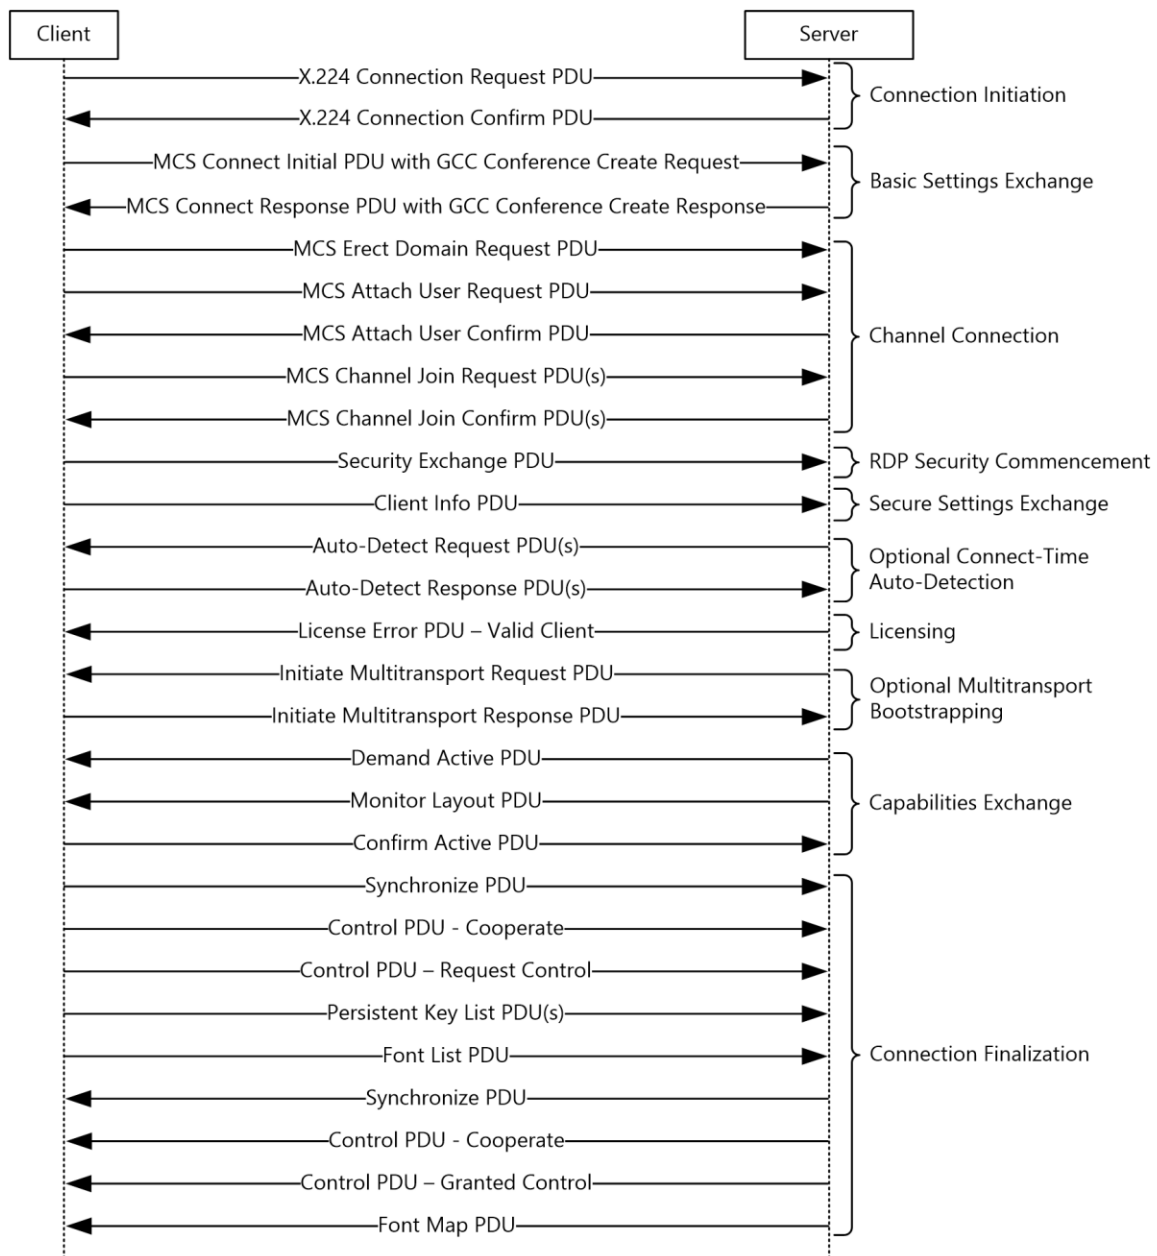 Client
Server
X.224 Connection Request PDU
Connection Initiation
X.224 Connection Confirm PDU
MCS Connect Initial PDU with GCC Conference Create Request
Basic Settings Exchange
MCS Connect Response PDU with GCC Conference Create Response
MCS Erect Domain Request PDU
MCS Attach User Request PDU
MCS Attach User Confirm PDU
Channel Connection
MCS Channel Join Request PDU(s)
MCS Channel Join Confirm PDU(s)
Security Exchange PDU
RDP Security Commencement
Client Info PDU
Secure Settings Exchange
Auto-Detect Request PDU(s)
Optional Connect-Time
Auto-Detection
Auto-Detect Response PDU(s)
License Error PDU – Valid Client
Licensing
Initiate Multitransport Request PDU
Optional Multitransport
Bootstrapping
Initiate Multitransport Response PDU
Demand Active PDU
Monitor Layout PDU
Capabilities Exchange
Confirm Active PDU
Synchronize PDU
Control PDU - Cooperate
Control PDU – Request Control
Persistent Key List PDU(s)
Font List PDU
Connection Finalization
Synchronize PDU
Control PDU - Cooperate
Control PDU – Granted Control
Font Map PDU